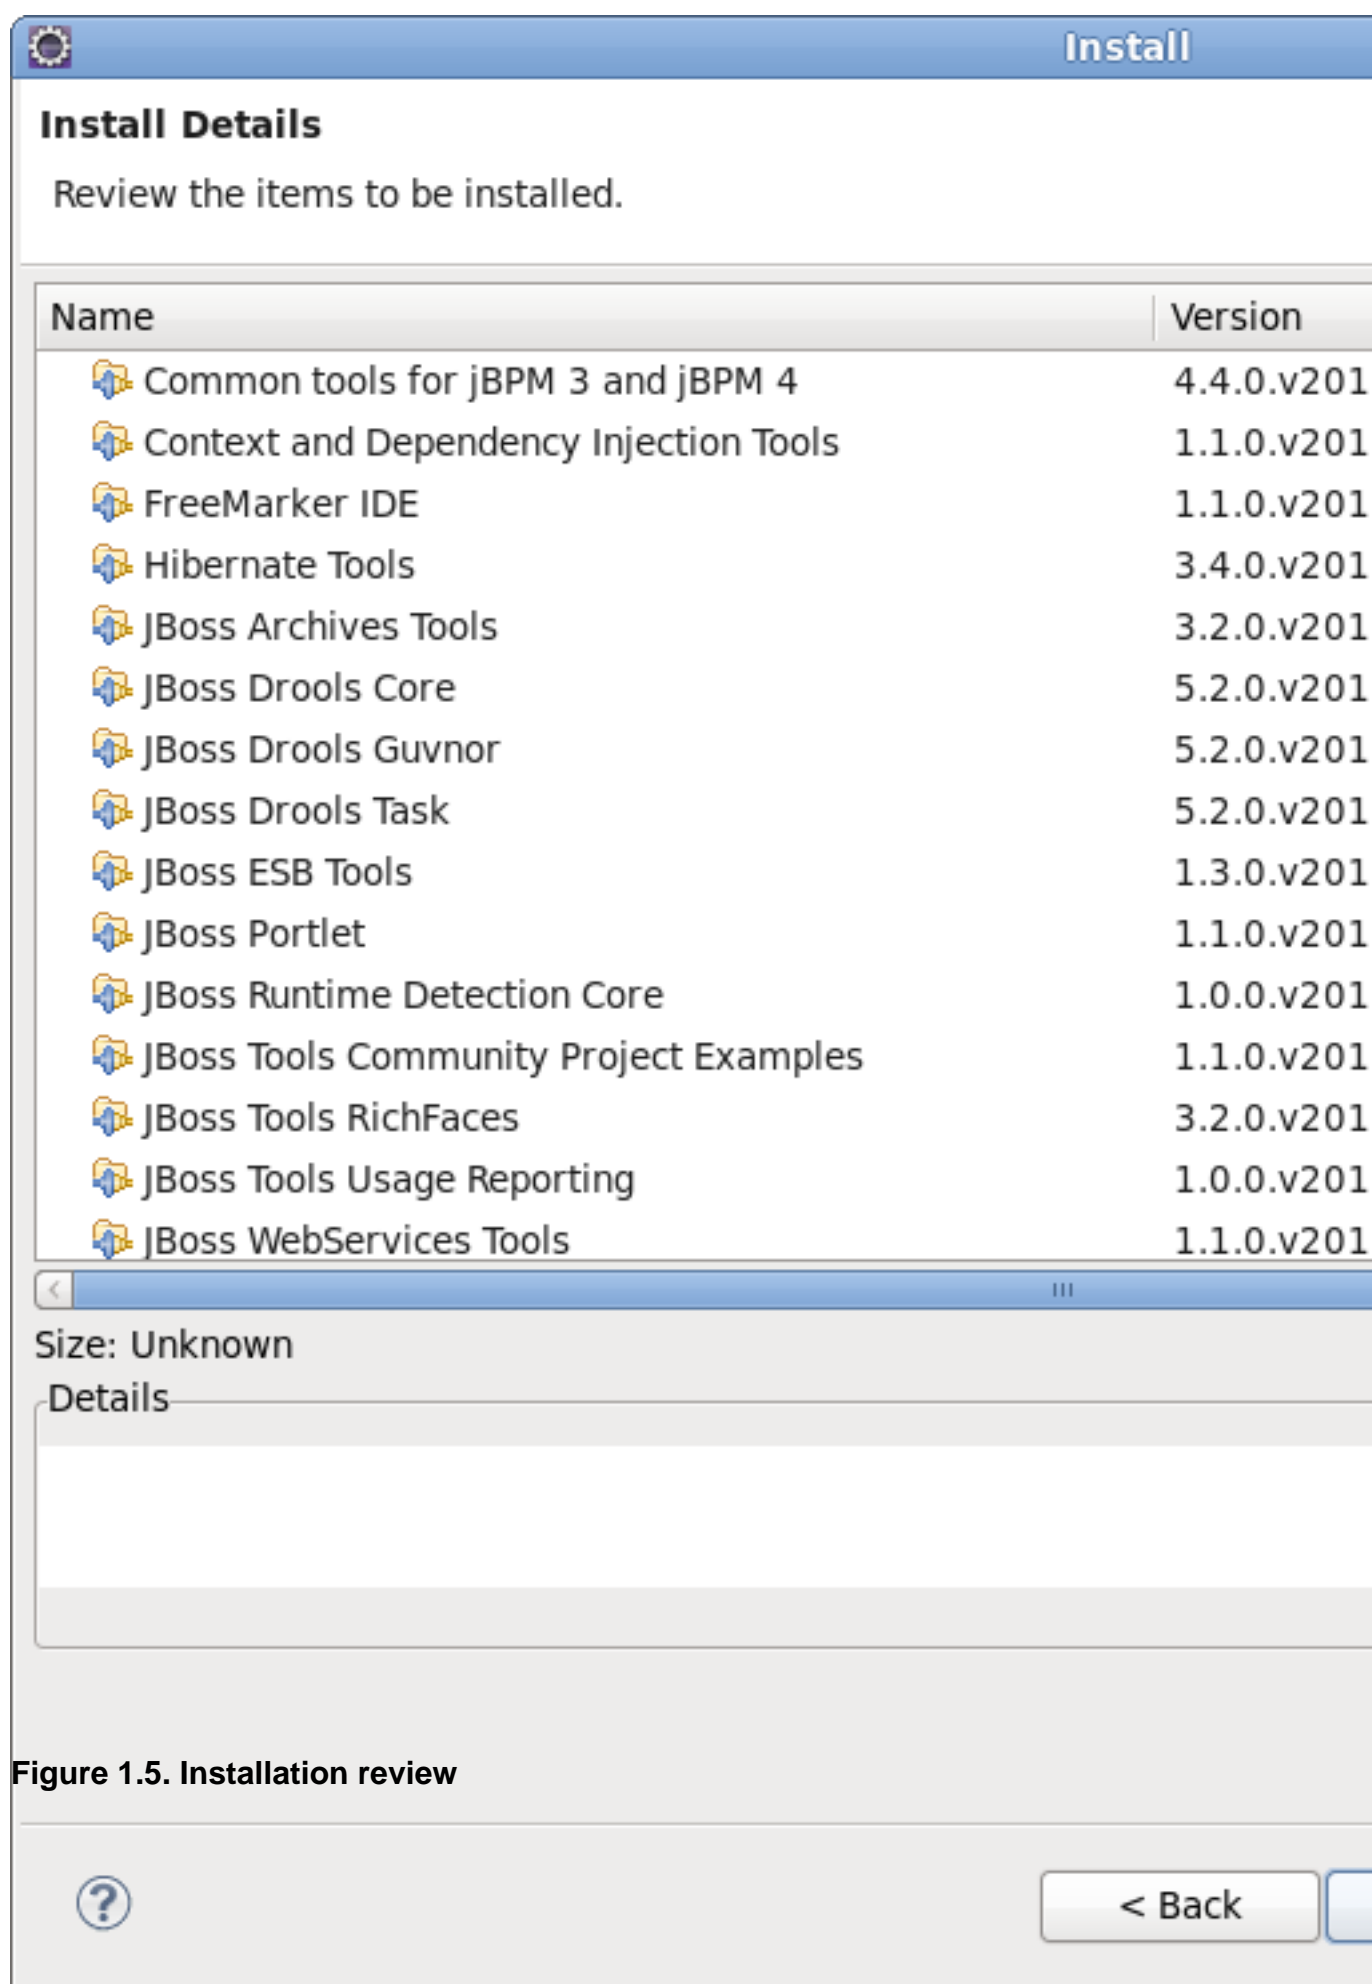 Install
Install Details
Review the items to be installed.
Name Version
Common tools for jBPM 3 and jBPM 4 4.4.0.v201
Context and Dependency Injection Tools 1.1.0.v201
FreeMarker IDE 1.1.0.v201
Hibernate Tools 3.4.0.v201
JBoss Archives Tools 3.2.0.v201
JBoss Drools Core 5.2.0.v201
JBoss Drools Guvnor 5.2.0.v201
JBoss Drools Task 5.2.0.v201
JBoss ESB Tools 1.3.0.v201
JBoss Portlet 1.1.0.v201
JBoss Runtime Detection Core 1.0.0.v201
JBoss Tools Community Project Examples 1.1.0.v201
JBoss Tools RichFaces 3.2.0.v201
JBoss Tools Usage Reporting 1.0.0.v201
JBoss WebServices Tools 1.1.0.v201
Size: Unknown
Details
Figure 1.5. Installation review
? < Back